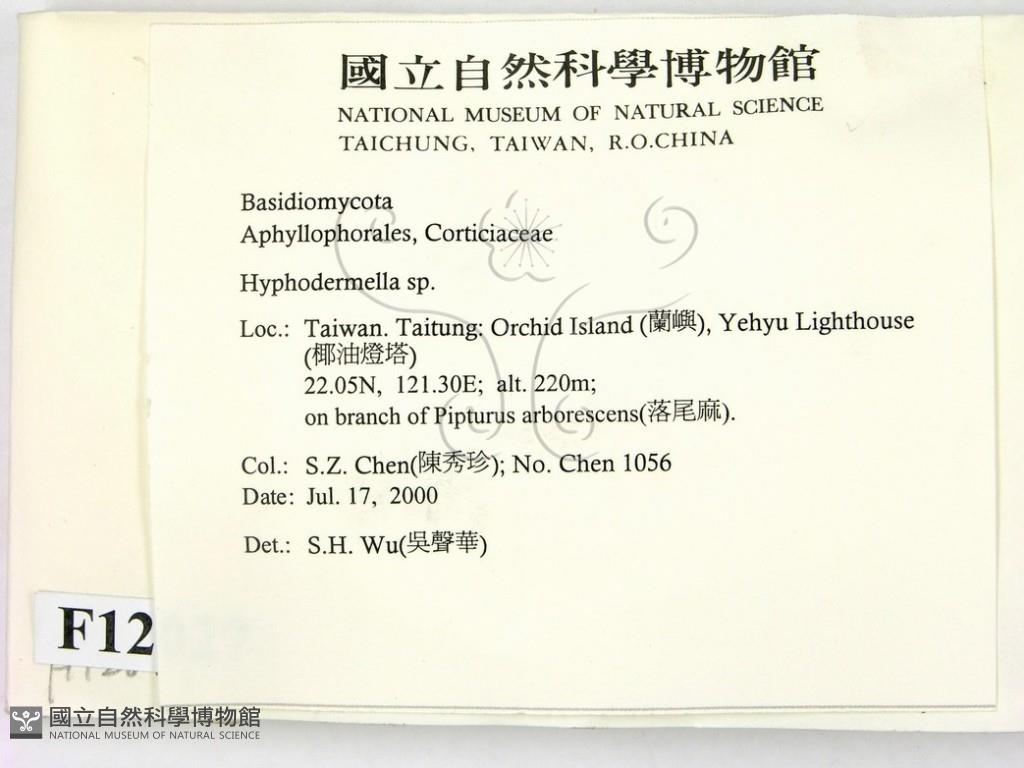 國立自然科學博物館
NATIONAL MUSEUM OF NATURAL SCIENCE
TAICHUNG, TAIWAN, R.O.CHINA
Basidiomycota
Aphyllophorales, Corticiaceae
Hyphodermella sp.
Loc.: Taiwan. Taitung: Orchid Island (蘭嶼), Yehyu Lighthouse
(椰油燈塔)
22.05N, 121.30E; alt. 220m;
on branch of Pipturus arborescens(落尾麻).
Col.: S.Z. Chen(陳秀珍); No. Chen 1056
Date: Jul. 17, 2000
Det.: S.H. Wu(吳聲華)
F12
國立自然科學博物館
NATIONAL MUSEUM OF NATURAL SCIENCE